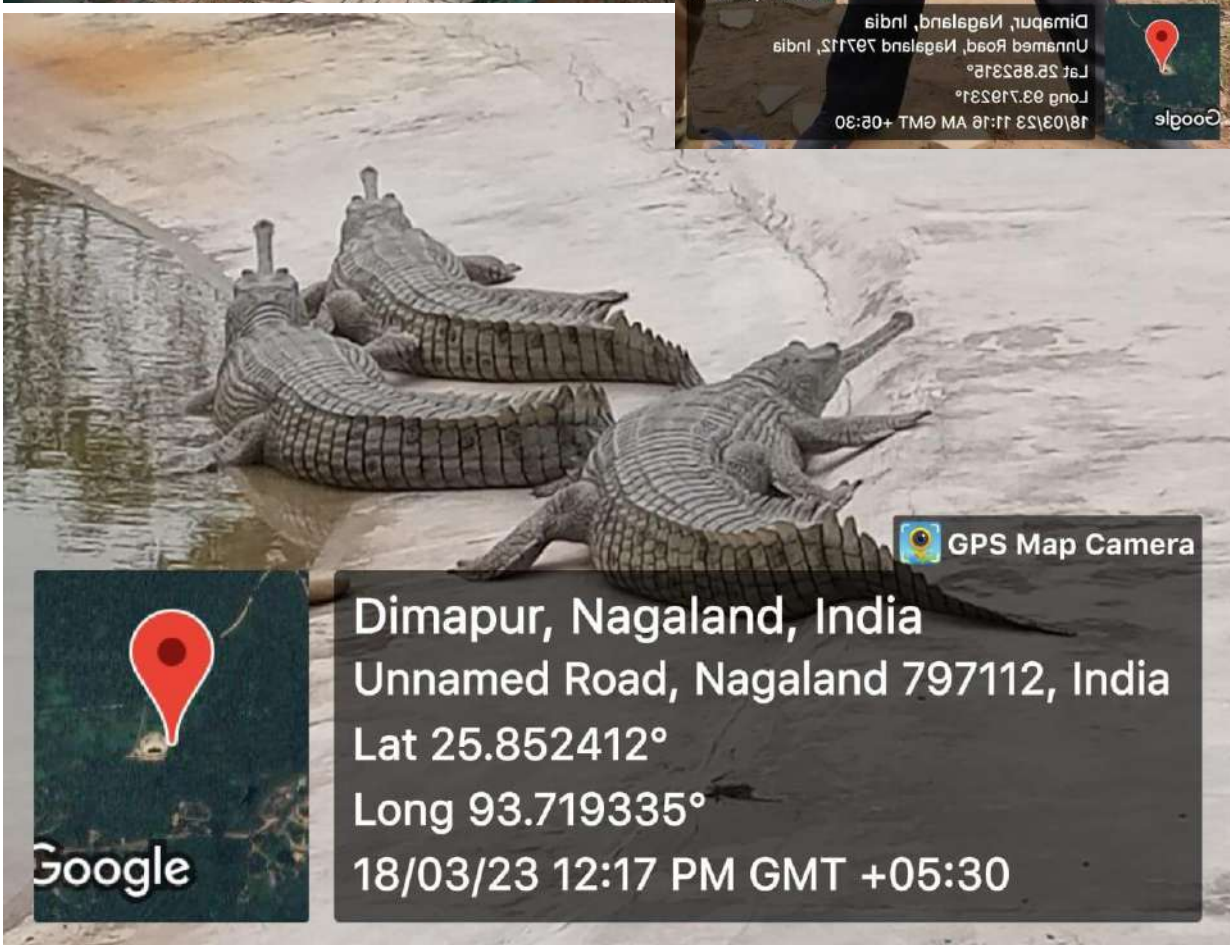 Dimapur, Nagaland, India
Unnamed Road, Nagaland 797112, India
Lat 25.852315°
Long 93.719231°
18/03/23 11:16 AM GMT +05:30
Google
GPS Map Camera
Dimapur, Nagaland, India
Unnamed Road, Nagaland 797112, India
Lat 25.852412°
Long 93.719335°
18/03/23 12:17 PM GMT +05:30
Google